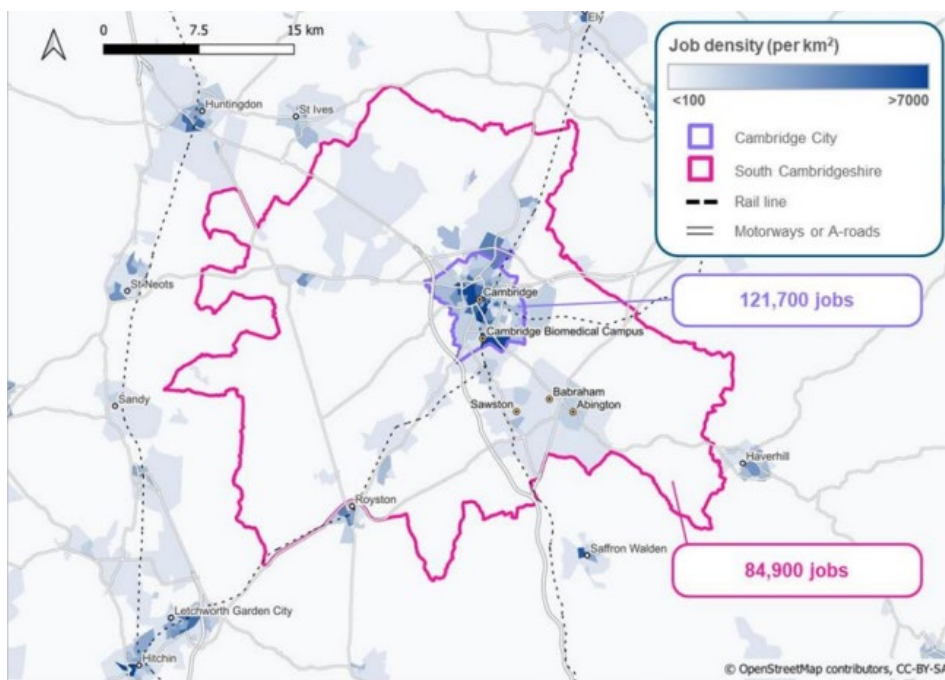 0 7.5 15 km
Ely
Job density (per km²)
<100 >7000
Cambridge City
South Cambridgeshire
Rail line
Motorways or A-roads
Huntingdon
St Ives
St Neots
121,700 jobs
Cambridge
Cambridge Biomedical Campus
Sandy
Babraham
Sawston
Abington
Haverhill
Royston
Saffron Walden
84,900 jobs
Letchworth Garden City
Hitchin
© OpenStreetMap contributors, CC-BY-SA